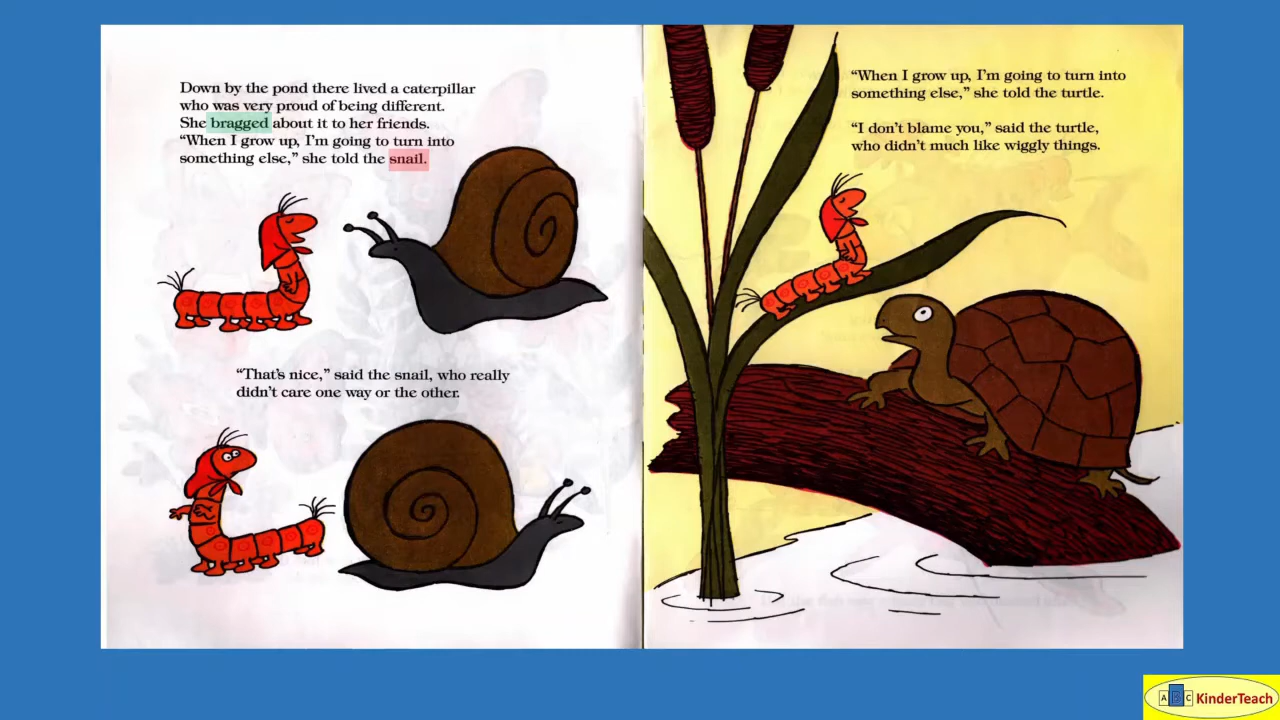 Down by the pond there lived a caterpillar
who was very proud of being different.
She bragged about it to her friends.
“When I grow up, I’m going to turn into
something else,” she told the snail.
“That’s nice,” said the snail, who really
didn’t care one way or the other.
“When I grow up, I’m going to turn into
something else,” she told the turtle.
“I don’t blame you,” said the turtle,
who didn’t much like wiggly things.
ABC KinderTeach